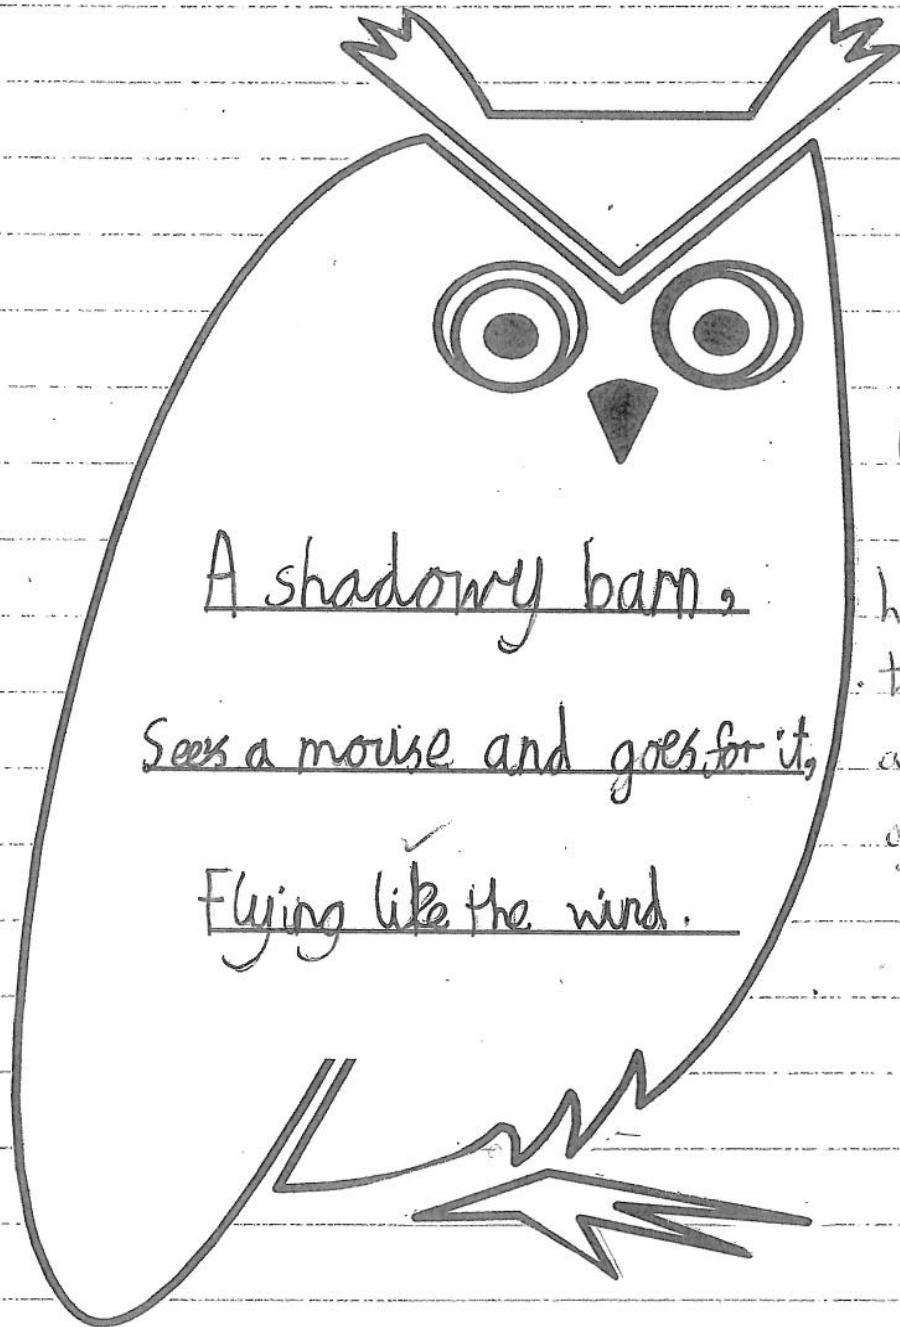 A shadowy barn,
Sees a mouse and goes for it,
Flying like the wind.